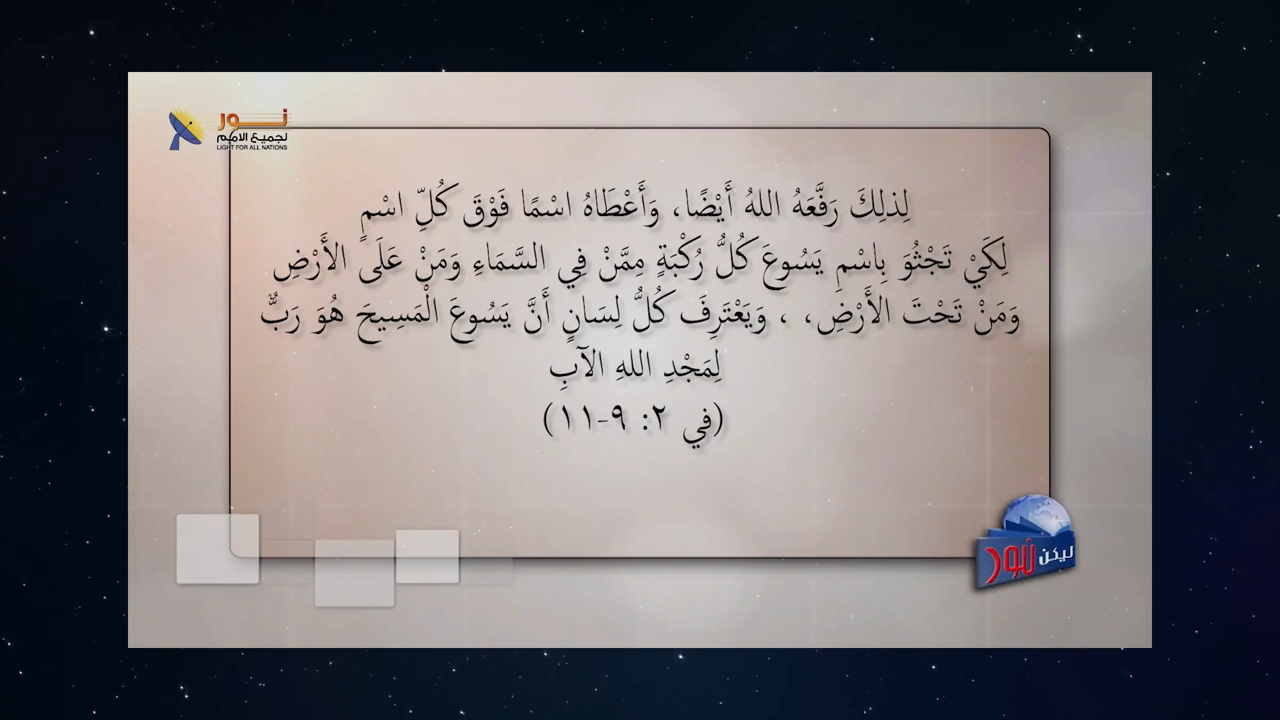 نور
لجميع الامم
LIGHT FOR ALL NATIONS
لِذلِكَ رَفَّعَهُ اللهُ أَيْضًا، وَأَعْطَاهُ اسْمًا فَوْقَ كُلِّ اسْمٍ
لِكَيْ تَجْثُوَ بِاسْمِ يَسُوعَ كُلُّ رُكْبَةٍ مِمَّنْ فِي السَّمَاءِ وَمَنْ عَلَى الأَرْضِ
وَمَنْ تَحْتَ الأَرْضِ، ، وَيَعْتَرِفَ كُلُّ لِسَانٍ أَنَّ يَسُوعَ الْمَسِيحَ هُوَ رَبٌّ
لِمَجْدِ اللهِ الآبِ
(في ٢: ٩-١١)
ليكن نور